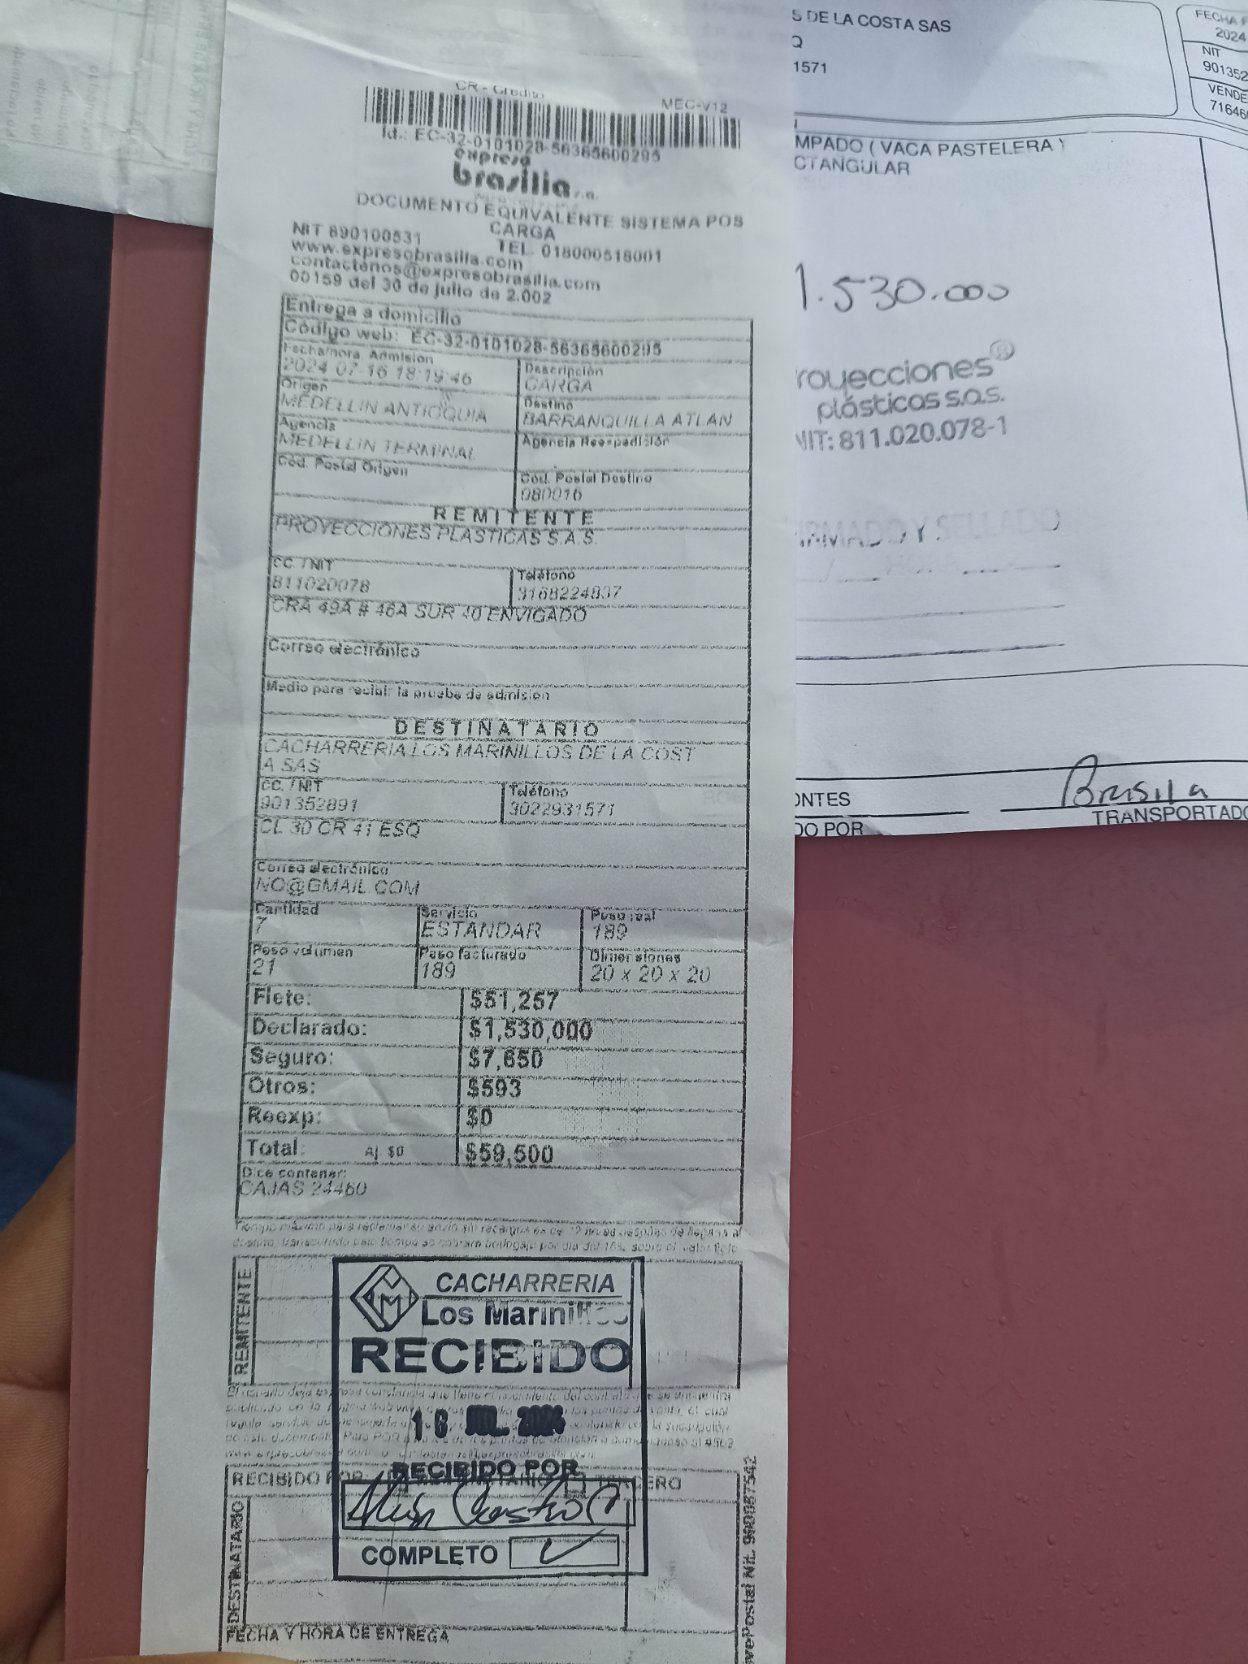 CR - Credito MEC-V12
Id.: EC-32-0101028-56365600295
expreso
brasilia s.a.
DOCUMENTO EQUIVALENTE SISTEMA POS
CARGA
NIT 890100531 TEL. 018000518001
www.expresobrasilia.com
contactenos@expresobrasilia.com
00159 del 30 de julio de 2.002
Entrega a domicilio
Código web: EC-32-0101028-56365600295
Fecha/hora Admision
2024-07-16 18:19:46
Descripción
CARGA
Origen
MEDELLIN ANTIOQUIA
Destino
BARRANQUILLA ATLAN
Agencia
MEDELLIN TERMINAL
Agencia Reexpedición
Cod. Postal Origen
Cod. Postal Destino
080016
REMITENTE
PROYECCIONES PLASTICAS S.A.S.
CC. / NIT
811020078
Teléfono
3168224837
CRA 49A # 46A SUR 40 ENVIGADO
Correo electrónico
Medio para recibir la prueba de admisión
DESTINATARIO
CACHARRERIA LOS MARINILLOS DE LA COST
A SAS
CC. / NIT
901352891
Teléfono
3022931571
CL 30 CR 41 ESQ
Correo electrónico
NO@GMAIL.COM
Cantidad
7
Servicio
ESTANDAR
Peso real
189
Peso volumen
21
Peso facturado
189
Dimensiones
20 x 20 x 20
Flete: $51,257
Declarado: $1,530,000
Seguro: $7,650
Otros: $593
Reexp: $0
Total: Aj $0 $59,500
Dice contener:
CAJAS 24460
REMITENTE
CACHARRERIA
Los Marinillos
RECIBIDO
JUL. 2024
RECIBIDO POR
Castro
COMPLETO
RECIBIDO POR
TERCERO
DESTINATARIO
FECHA Y HORA DE ENTREGA
S DE LA COSTA SAS
Q
1571
FECHA F
2024
NIT
901352
VENDE
71646
MPADO ( VACA PASTELERA )
CTANGULAR
1.530.000
royecciones®
plásticas s.a.s.
NIT: 811.020.078-1
RMADO Y SELLADO
HORA
ONTES
DO POR
Brasilia
TRANSPORTADO